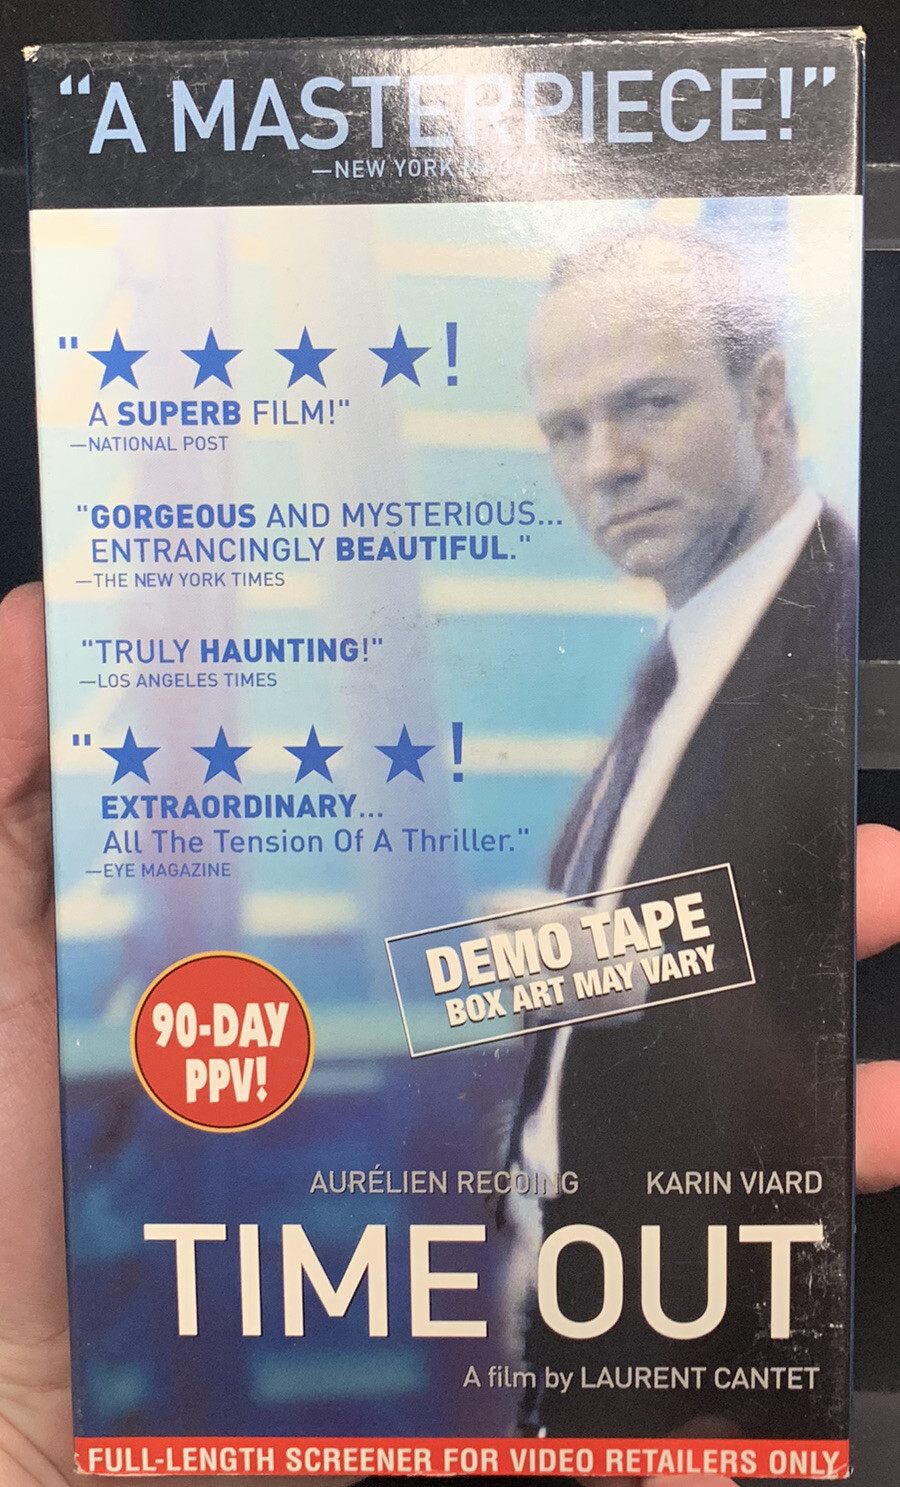 “A MASTERPIECE!”
—NEW YORK MAGAZINE
"★ ★ ★ ★!
A SUPERB FILM!"
—NATIONAL POST
"GORGEOUS AND MYSTERIOUS...
ENTRANCINGLY BEAUTIFUL."
—THE NEW YORK TIMES
"TRULY HAUNTING!"
—LOS ANGELES TIMES
"★ ★ ★ ★!
EXTRAORDINARY...
All The Tension Of A Thriller."
—EYE MAGAZINE
DEMO TAPE
BOX ART MAY VARY
90-DAY
PPV!
AURÉLIEN RECOING KARIN VIARD
TIME OUT
A film by LAURENT CANTET
FULL-LENGTH SCREENER FOR VIDEO RETAILERS ONLY